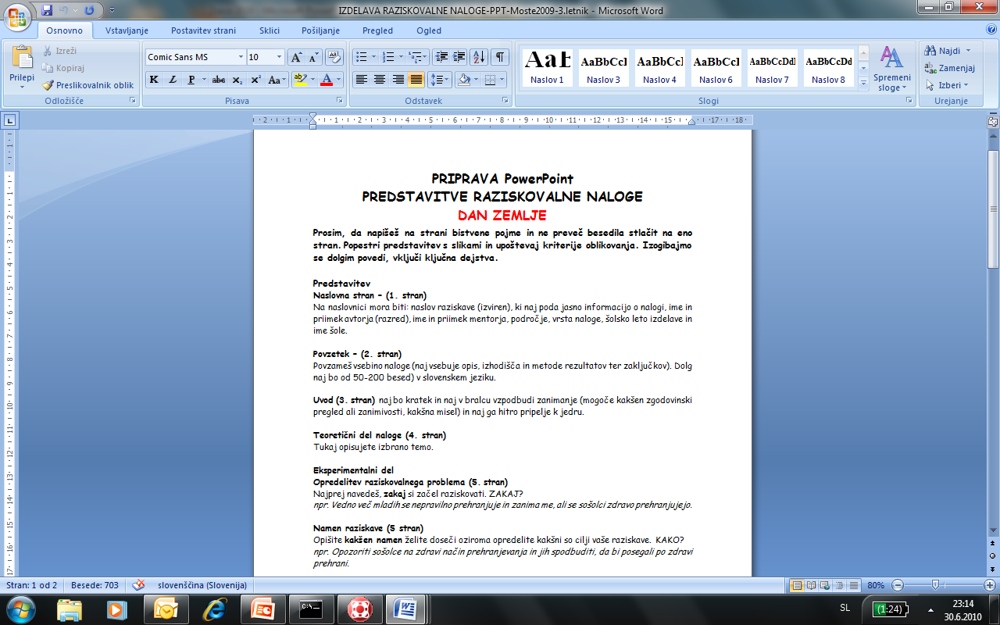 IZDELAVA RAZISKOVALNE NALOGE-PPT-Moste2009-3.letnik - Microsoft Word
Osnovno Vstavljanje Postavitev strani Sklici Pošiljanje Pregled Ogled
Prilepi
Izreži
Kopiraj
Preslikovalnik oblik
Odložišče
Comic Sans MS 10
K L P abc x₂ x² Aa
Pisava
Odstavek
AaB AaBbCcI AaBbCcI AaBbCcI AaBbCcDdI AaBbCcDd
Naslov 1 Naslov 3 Naslov 4 Naslov 6 Naslov 7 Naslov 8
Slogi
Spremeni
sloge
Najdi
Zamenjaj
Izberi
Urejanje
2 1 1 2 3 4 5 6 7 8 9 10 11 12 13 14 15 17 18
PRIPRAVA PowerPoint
PREDSTAVITVE RAZISKOVALNE NALOGE
DAN ZEMLJE
Prosim, da napišeš na strani bistvene pojme in ne preveč besedila stlačit na eno
stran. Popestri predstavitev s slikami in upoštevaj kriterije oblikovanja. Izogibajmo
se dolgim povedi, vključi ključna dejstva.
Predstavitev
Naslovna stran – (1. stran)
Na naslovnici mora biti: naslov raziskave (izviren), ki naj poda jasno informacijo o nalogi, ime in
priimek avtorja (razred), ime in priimek mentorja, področje, vrsta naloge, šolsko leto izdelave in
ime šole.
Povzetek – (2. stran)
Povzameš vsebino naloge (naj vsebuje opis, izhodišča in metode rezultatov ter zaključkov). Dolg
naj bo od 50-200 besed) v slovenskem jeziku.
Uvod (3. stran) naj bo kratek in naj v bralcu vzpodbudi zanimanje (mogoče kakšen zgodovinski
pregled ali zanimivosti, kakšna misel) in naj ga hitro pripelje k jedru.
Teoretični del naloge (4. stran)
Tukaj opisujete izbrano temo.
Eksperimentalni del
Opredelitev raziskovalnega problema (5. stran)
Najprej navedeš, zakaj si začel raziskovati. ZAKAJ?
npr. Vedno več mladih se nepravilno prehranjuje in zanima me, ali se sošolci zdravo prehranjujejo.
Namen raziskave (5 stran)
Opišite kakšen namen želite doseči oziroma opredelite kakšni so cilji vaše raziskave. KAKO?
npr. Opozoriti sošolce na zdravi način prehranjevanja in jih spodbuditi, da bi posegali po zdravi
prehrani.
Stran: 1 od 2 Besede: 703 slovenščina (Slovenija) 80%
SL (1:24) 23:14
30.6.2010